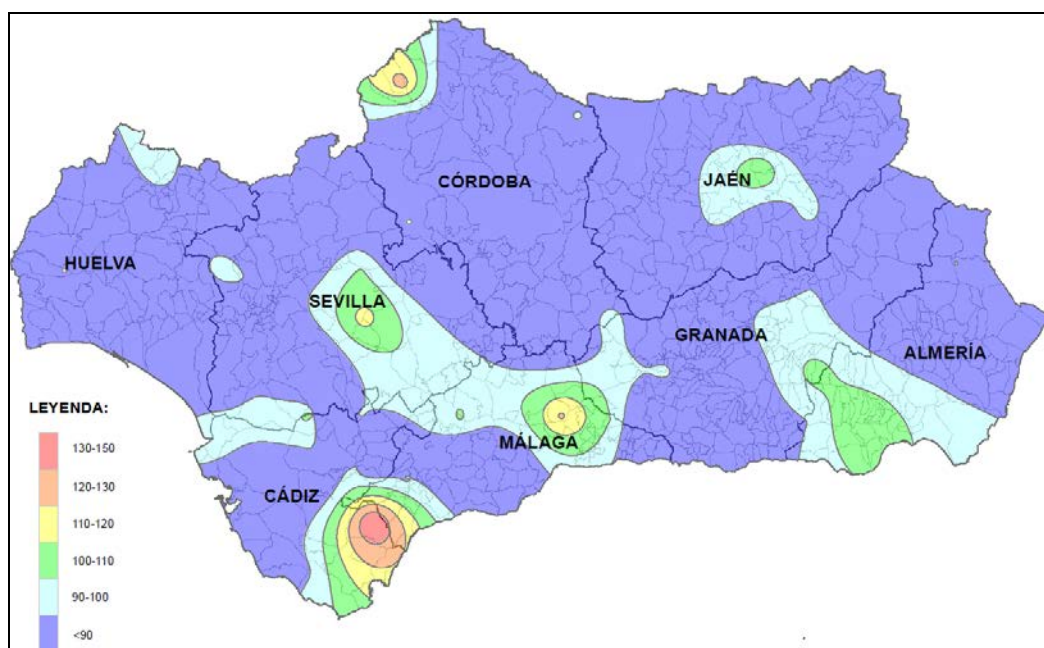 CÓRDOBA
JAÉN
HUELVA
SEVILLA
GRANADA
ALMERÍA
MÁLAGA
CÁDIZ
LEYENDA:
130-150
120-130
110-120
100-110
90-100
<90